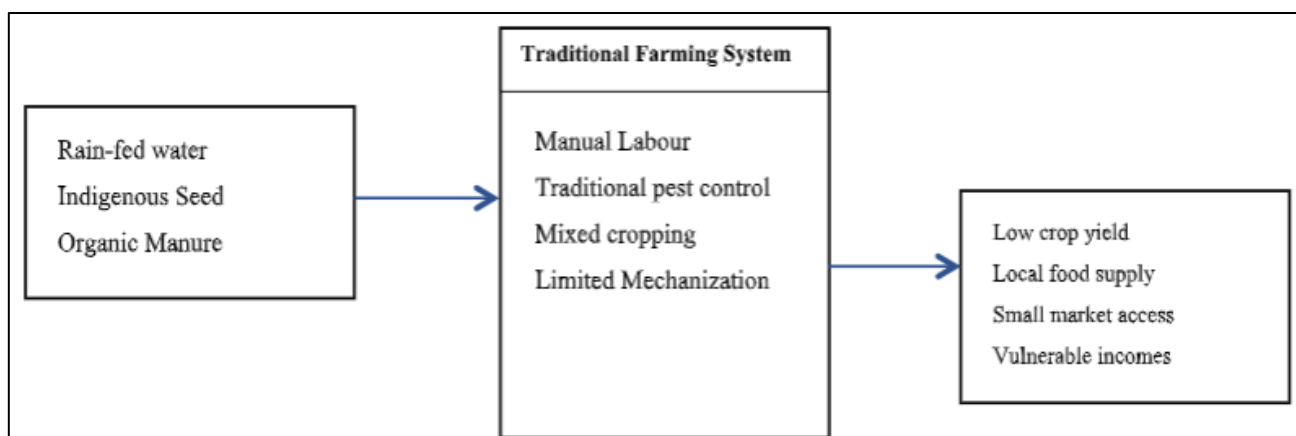 Rain-fed water
Indigenous Seed
Organic Manure
Traditional Farming System
Manual Labour
Traditional pest control
Mixed cropping
Limited Mechanization
Low crop yield
Local food supply
Small market access
Vulnerable incomes